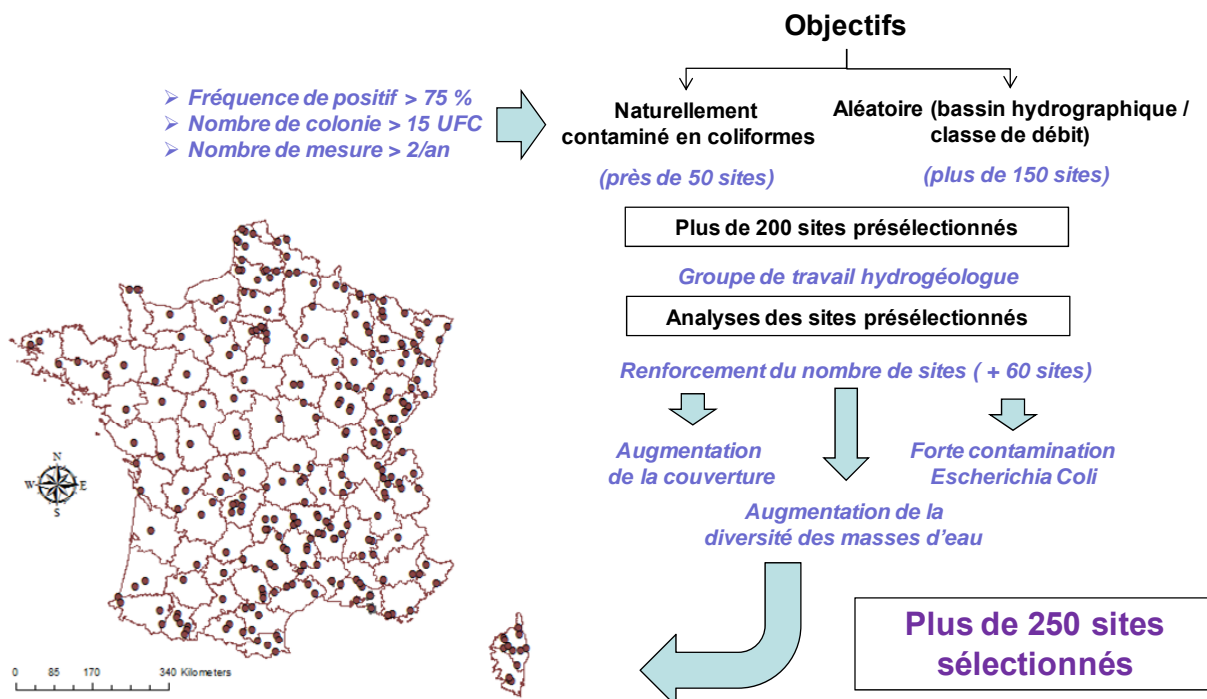 Objectifs
➢ Fréquence de positif > 75 %
➢ Nombre de colonie > 15 UFC
➢ Nombre de mesure > 2/an
Naturellement
contaminé en coliformes
(près de 50 sites)
Aléatoire (bassin hydrographique /
classe de débit)
(plus de 150 sites)
Plus de 200 sites présélectionnés
Groupe de travail hydrogéologue
Analyses des sites présélectionnés
Renforcement du nombre de sites ( + 60 sites)
Augmentation
de la couverture
Forte contamination
Escherichia Coli
Augmentation de la
diversité des masses d'eau
Plus de 250 sites
sélectionnés
N
W E
S
0 85 170 340 Kilometers